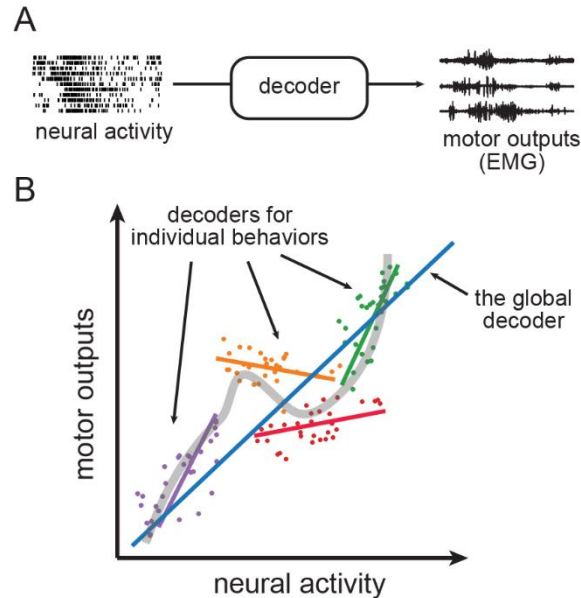 A
neural activity
decoder
motor outputs
(EMG)
B
decoders for
individual behaviors
the global
decoder
motor outputs
neural activity